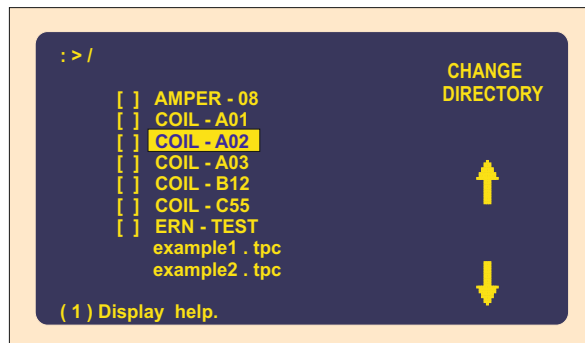 : > /
CHANGE
DIRECTORY
[ ] AMPER - 08
[ ] COIL - A01
[ ] COIL - A02
[ ] COIL - A03
[ ] COIL - B12
[ ] COIL - C55
[ ] ERN - TEST
example1 . tpc
example2 . tpc
( 1 ) Display help.